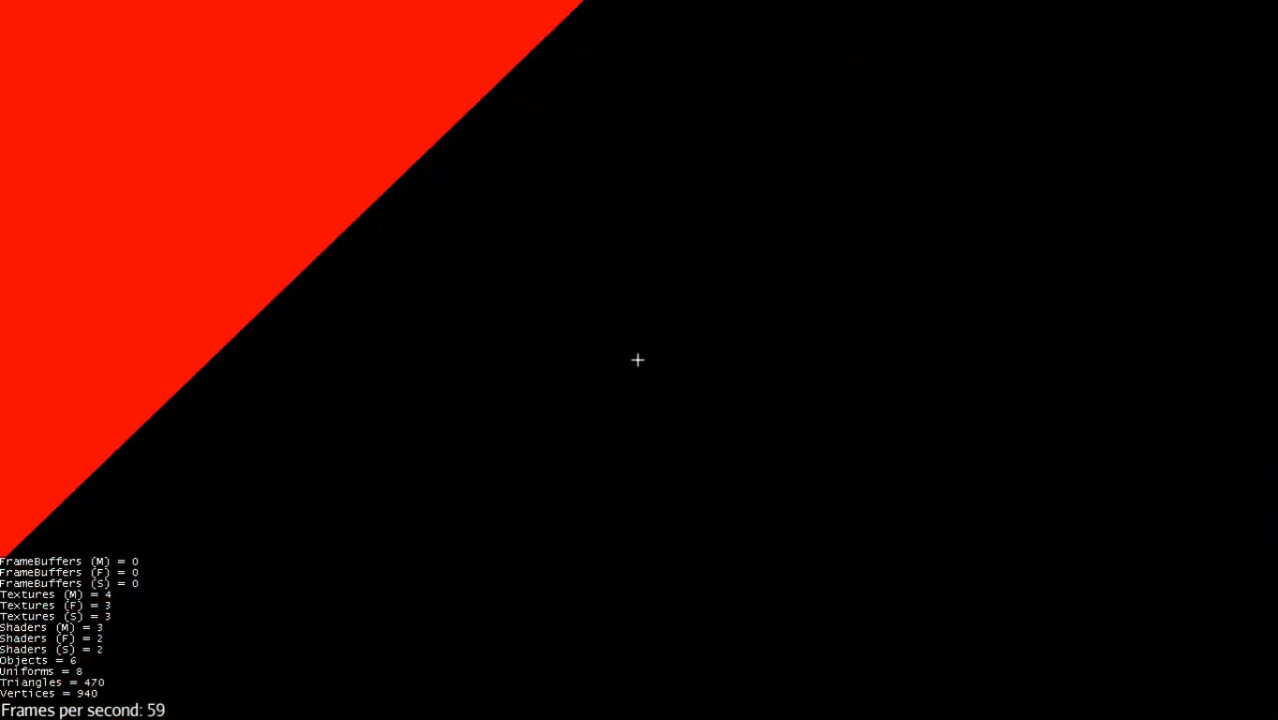 FrameBuffers (M) = 0
FrameBuffers (F) = 0
FrameBuffers (S) = 0
Textures (M) = 4
Textures (F) = 3
Textures (S) = 3
Shaders (M) = 3
Shaders (F) = 2
Shaders (S) = 2
Objects = 6
Uniforms = 8
Triangles = 470
Vertices = 940
Frames per second: 59